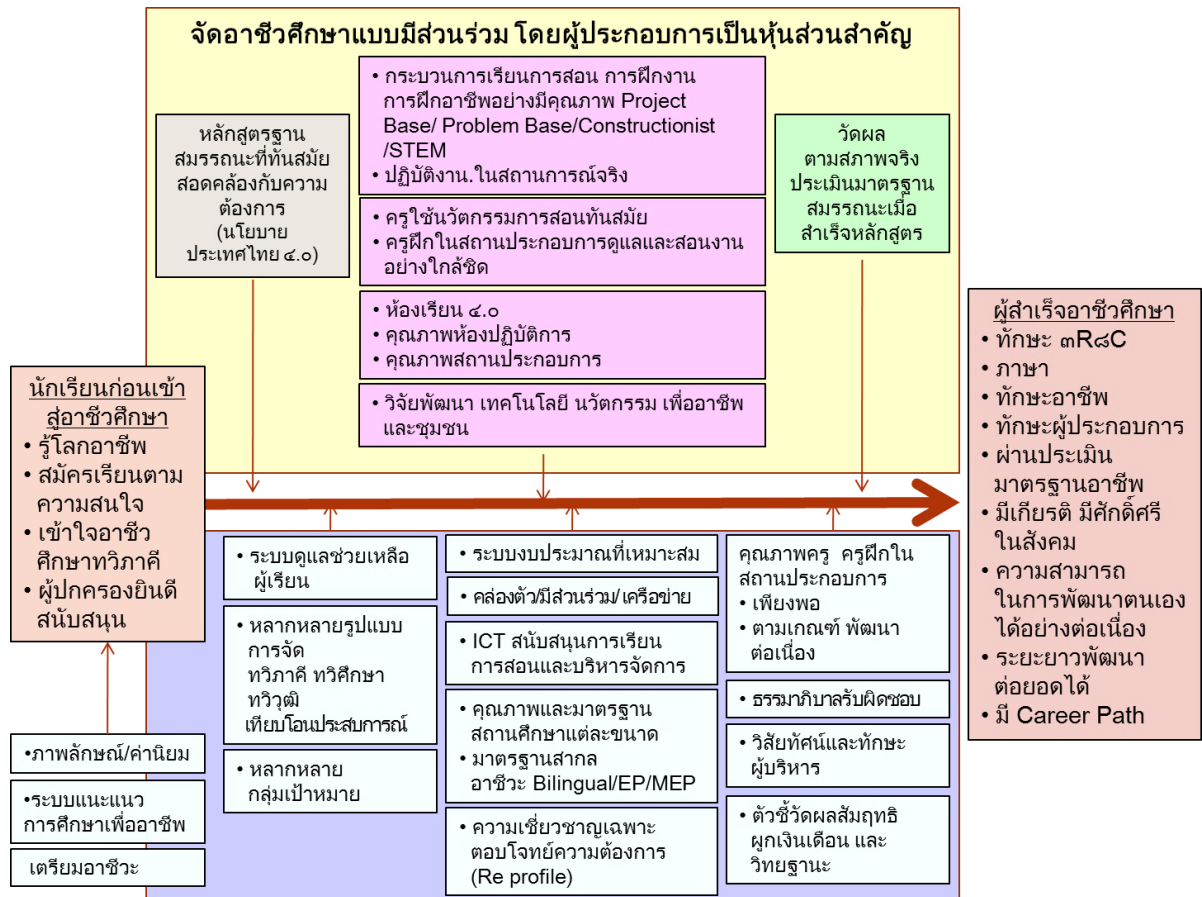 จัดอาชีวศึกษาแบบมีส่วนร่วม โดยผู้ประกอบการเป็นหุ้นส่วนสำคัญ
หลักสูตรฐาน
สมรรถนะที่ทันสมัย
สอดคล้องกับความ
ต้องการ
(นโยบาย
ประเทศไทย ๔.๐)
• กระบวนการเรียนการสอน การฝึกงาน
การฝึกอาชีพอย่างมีคุณภาพ Project
Base/ Problem Base/Constructionist
/STEM
• ปฏิบัติงาน.ในสถานการณ์จริง
• ครูใช้นวัตกรรมการสอนทันสมัย
• ครูฝึกในสถานประกอบการดูแลและสอนงาน
อย่างใกล้ชิด
• ห้องเรียน ๔.๐
• คุณภาพห้องปฏิบัติการ
• คุณภาพสถานประกอบการ
• วิจัยพัฒนา เทคโนโลยี นวัตกรรม เพื่ออาชีพ
และชุมชน
วัดผล
ตามสภาพจริง
ประเมินมาตรฐาน
สมรรถนะเมื่อ
สำเร็จหลักสูตร
นักเรียนก่อนเข้า
สู่อาชีวศึกษา
• รู้โลกอาชีพ
• สมัครเรียนตาม
ความสนใจ
• เข้าใจอาชีว
ศึกษาทวิภาคี
• ผู้ปกครองยินดี
สนับสนุน
•ภาพลักษณ์/ค่านิยม
•ระบบแนะแนว
การศึกษาเพื่ออาชีพ
เตรียมอาชีวะ
• ระบบดูแลช่วยเหลือ
ผู้เรียน
• หลากหลายรูปแบบ
การจัด
ทวิภาคี ทวิศึกษา
ทวิวุฒิ
เทียบโอนประสบการณ์
• หลากหลาย
กลุ่มเป้าหมาย
• ระบบงบประมาณที่เหมาะสม
• คล่องตัว/มีส่วนร่วม/เครือข่าย
• ICT สนับสนุนการเรียน
การสอนและบริหารจัดการ
• คุณภาพและมาตรฐาน
สถานศึกษาแต่ละขนาด
• มาตรฐานสากล
อาชีวะ Bilingual/EP/MEP
• ความเชี่ยวชาญเฉพาะ
ตอบโจทย์ความต้องการ
(Re profile)
คุณภาพครู ครูฝึกใน
สถานประกอบการ
• เพียงพอ
• ตามเกณฑ์ พัฒนา
ต่อเนื่อง
• ธรรมาภิบาลรับผิดชอบ
• วิสัยทัศน์และทักษะ
ผู้บริหาร
• ตัวชี้วัดผลสัมฤทธิ
ผูกเงินเดือน และ
วิทยฐานะ
ผู้สำเร็จอาชีวศึกษา
• ทักษะ ๓R๘C
• ภาษา
• ทักษะอาชีพ
• ทักษะผู้ประกอบการ
• ผ่านประเมิน
มาตรฐานอาชีพ
• มีเกียรติ มีศักดิ์ศรี
ในสังคม
• ความสามารถ
ในการพัฒนาตนเอง
ได้อย่างต่อเนื่อง
• ระยะยาวพัฒนา
ต่อยอดได้
• มี Career Path